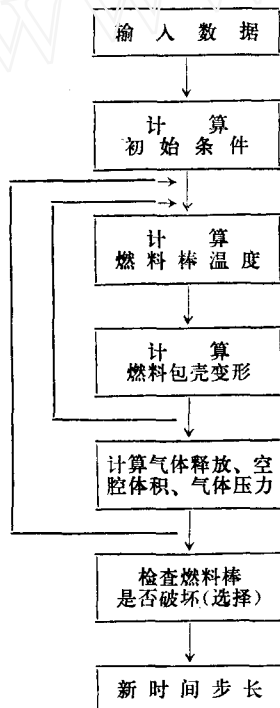 输入数据
计算
初始条件
计算
燃料棒温度
计算
燃料包壳变形
计算气体释放、空
腔体积、气体压力
检查燃料棒
是否破坏(选择)
新时间步长